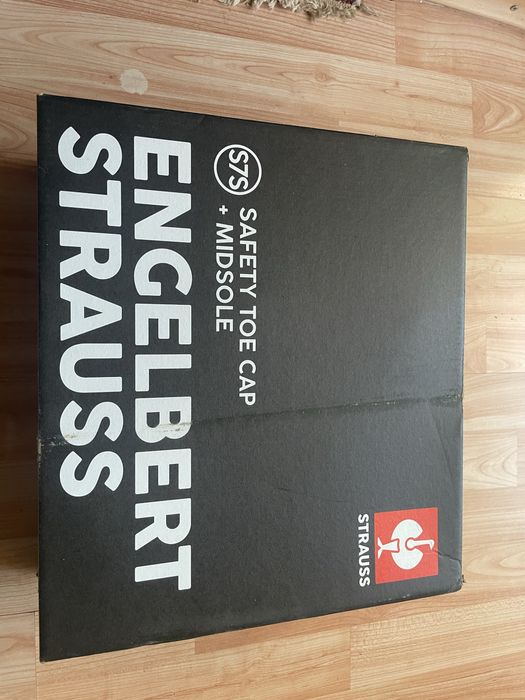 STRAUSS
S7S SAFETY TOE CAP
+ MIDSOLE
ENGELBERT
STRAUSS